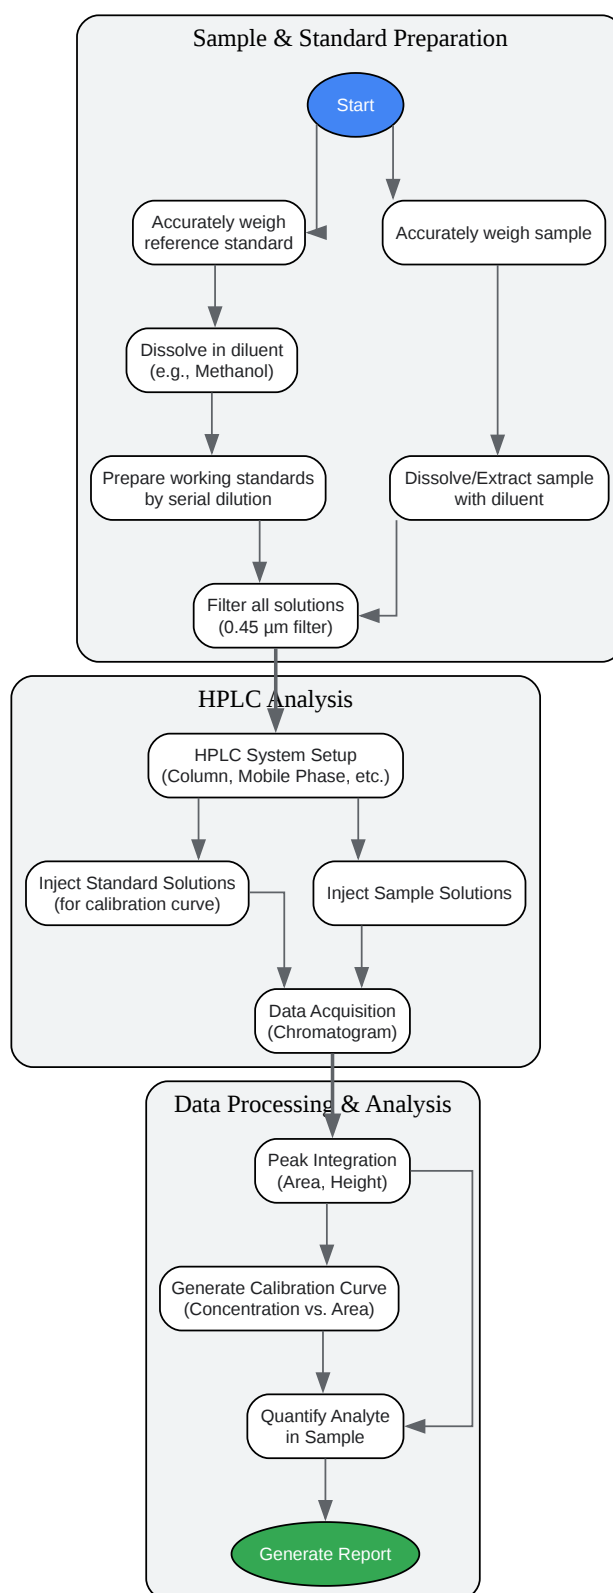 Sample & Standard Preparation
Start
Accurately weigh
reference standard
Accurately weigh sample
Dissolve in diluent
(e.g., Methanol)
Prepare working standards
by serial dilution
Dissolve/Extract sample
with diluent
Filter all solutions
(0.45 µm filter)
HPLC Analysis
HPLC System Setup
(Column, Mobile Phase, etc.)
Inject Standard Solutions
(for calibration curve)
Inject Sample Solutions
Data Acquisition
(Chromatogram)
Data Processing & Analysis
Peak Integration
(Area, Height)
Generate Calibration Curve
(Concentration vs. Area)
Quantify Analyte
in Sample
Generate Report